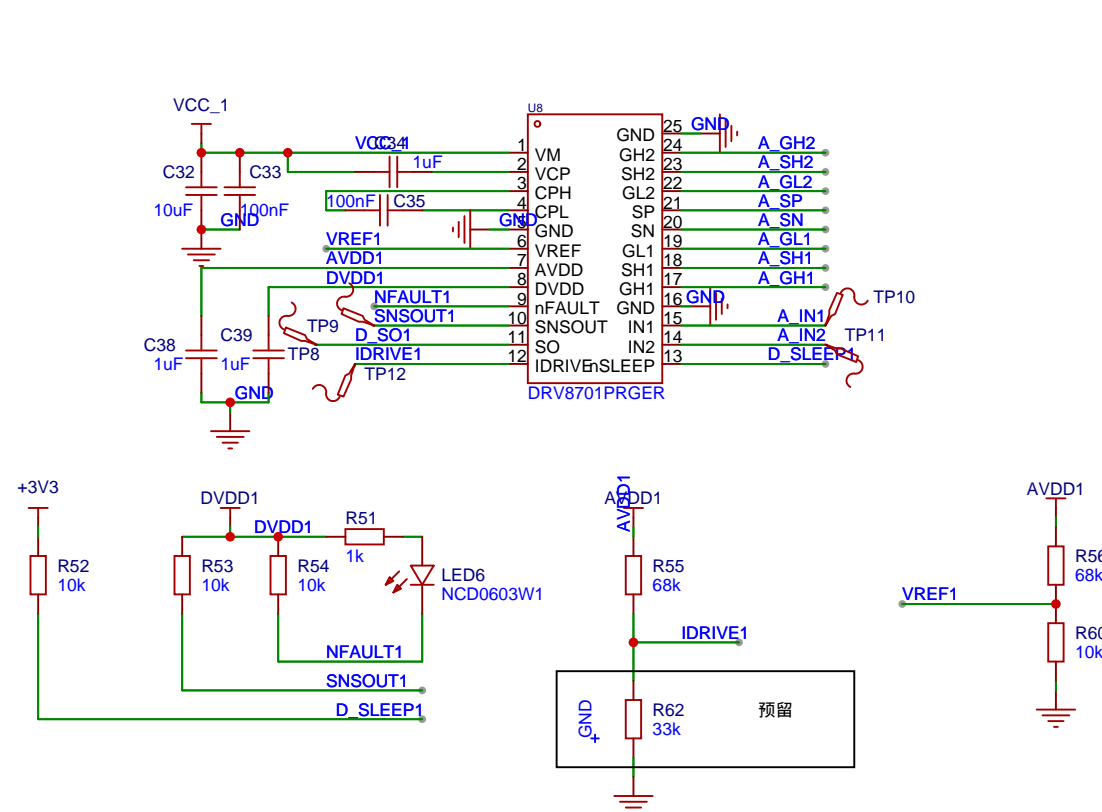 VCC_1
U8
VCC_1
C34
1uF
C32
C33
10uF
100nF
GND
100nF
C35
GND
VREF1
AVDD1
DVDD1
NFAULT1
SNSOUT1
TP9
D_SO1
TP8
IDRIVE1
TP12
C38
1uF
C39
1uF
GND
1 VM
2 VCP
3 CPH
4 CPL
5 GND
6 VREF
7 AVDD
8 DVDD
9 nFAULT
10 SNSOUT
11 SO
12 IDRIVE
GND 25 GND
GH2 24 A_GH2
SH2 23 A_SH2
GL2 22 A_GL2
SP 21 A_SP
SN 20 A_SN
GL1 19 A_GL1
SH1 18 A_SH1
GH1 17 A_GH1
GND 16 GND
IN1 15 A_IN1 TP10
IN2 14 A_IN2 TP11
nSLEEP 13 D_SLEEP1
DRV8701PRGER
+3V3
R52
10k
DVDD1
DVDD1
R51
1k
R53
10k
R54
10k
LED6
NCD0603W1
NFAULT1
SNSOUT1
D_SLEEP1
AVDD1
AVDD1
R55
68k
IDRIVE1
GND
+
R62
33k
预留
AVDD1
R56
68k
VREF1
R60
10k